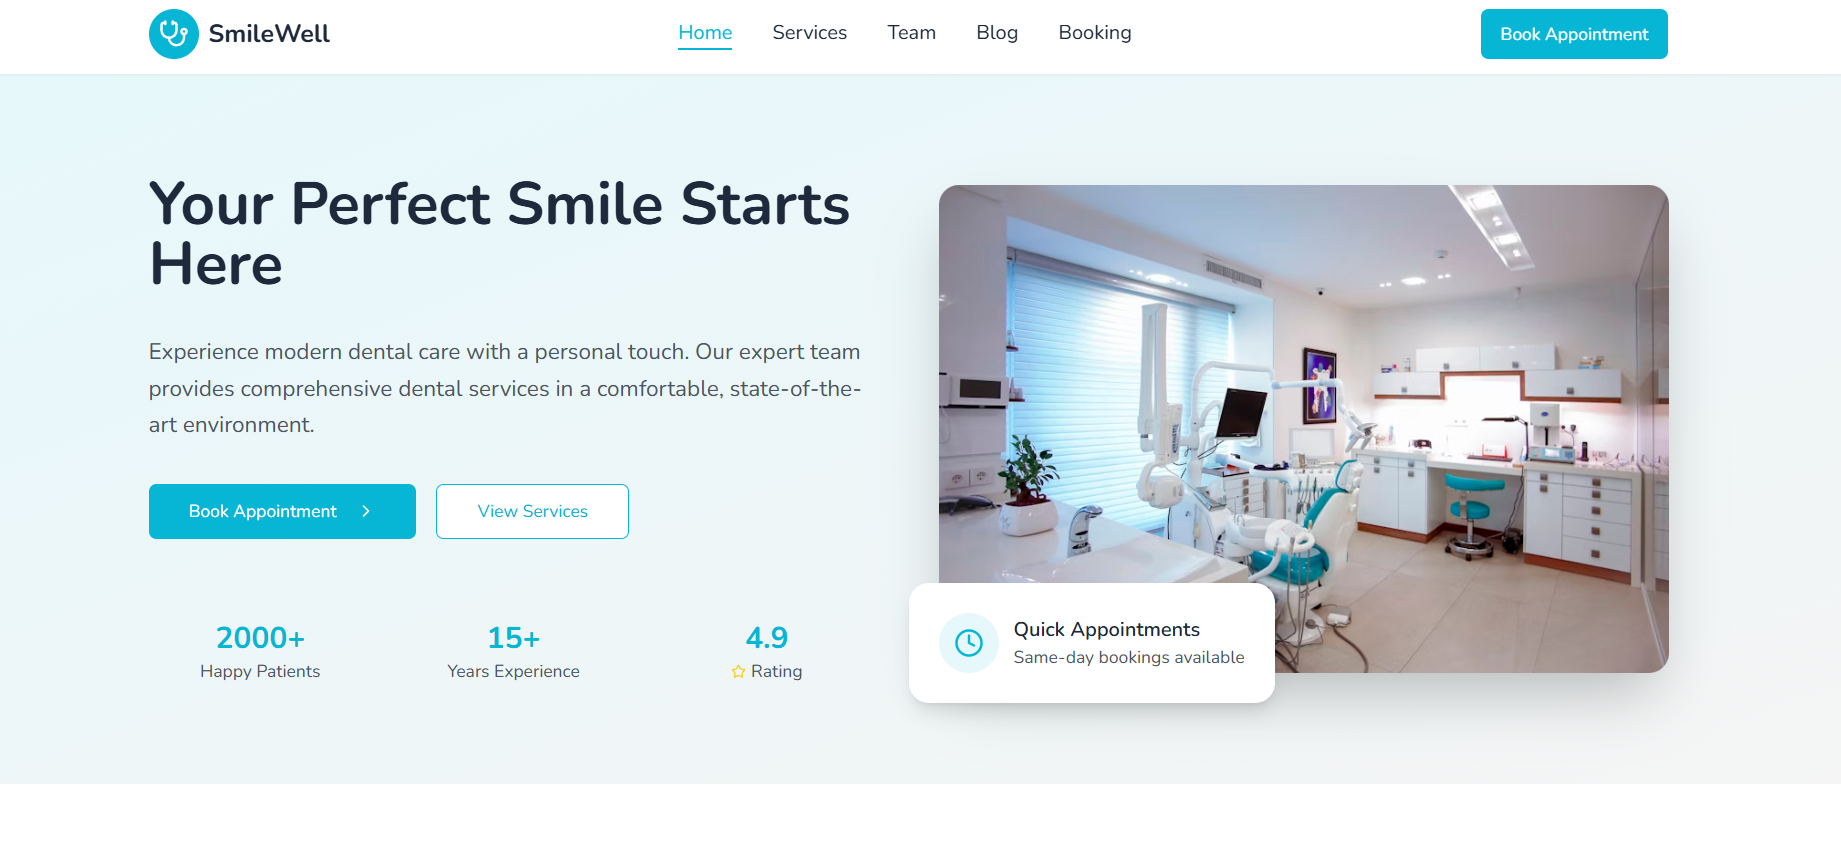 SmileWell
Home
Services
Team
Blog
Booking
Book Appointment
Your Perfect Smile Starts
Here
Experience modern dental care with a personal touch. Our expert team
provides comprehensive dental services in a comfortable, state-of-the-
art environment.
Book Appointment
View Services
2000+
Happy Patients
15+
Years Experience
4.9
Rating
Quick Appointments
Same-day bookings available